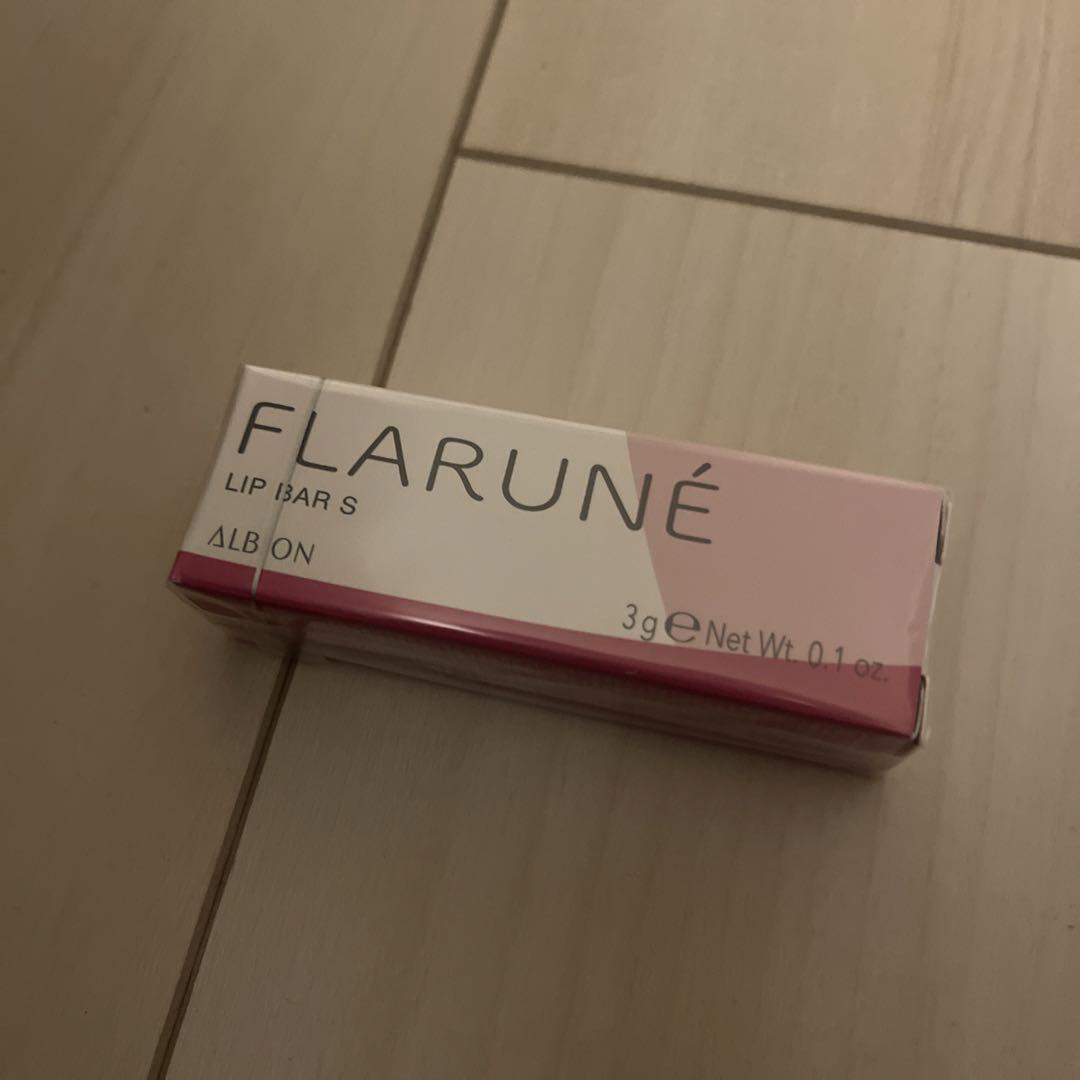 FLARUNÉ
LIP BAR S
ALBION
3g ℮ Net Wt. 0.1 oz.